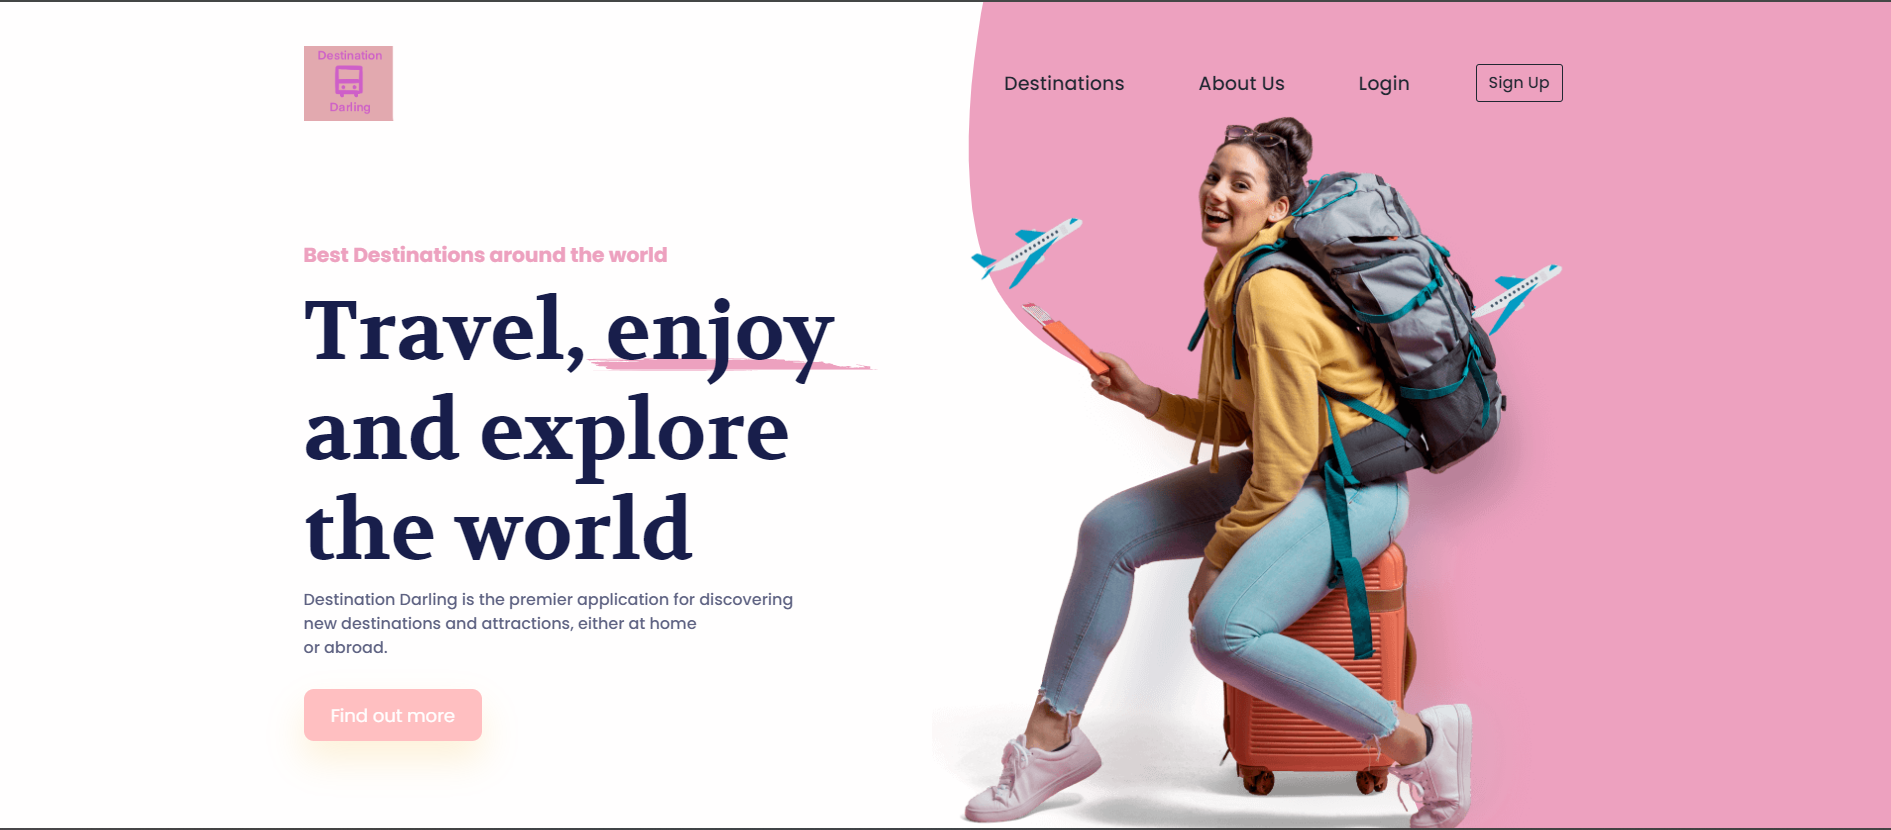 Destination
Darling
Destinations
About Us
Login
Sign Up
Best Destinations around the world
Travel, enjoy
and explore
the world
Destination Darling is the premier application for discovering
new destinations and attractions, either at home
or abroad.
Find out more